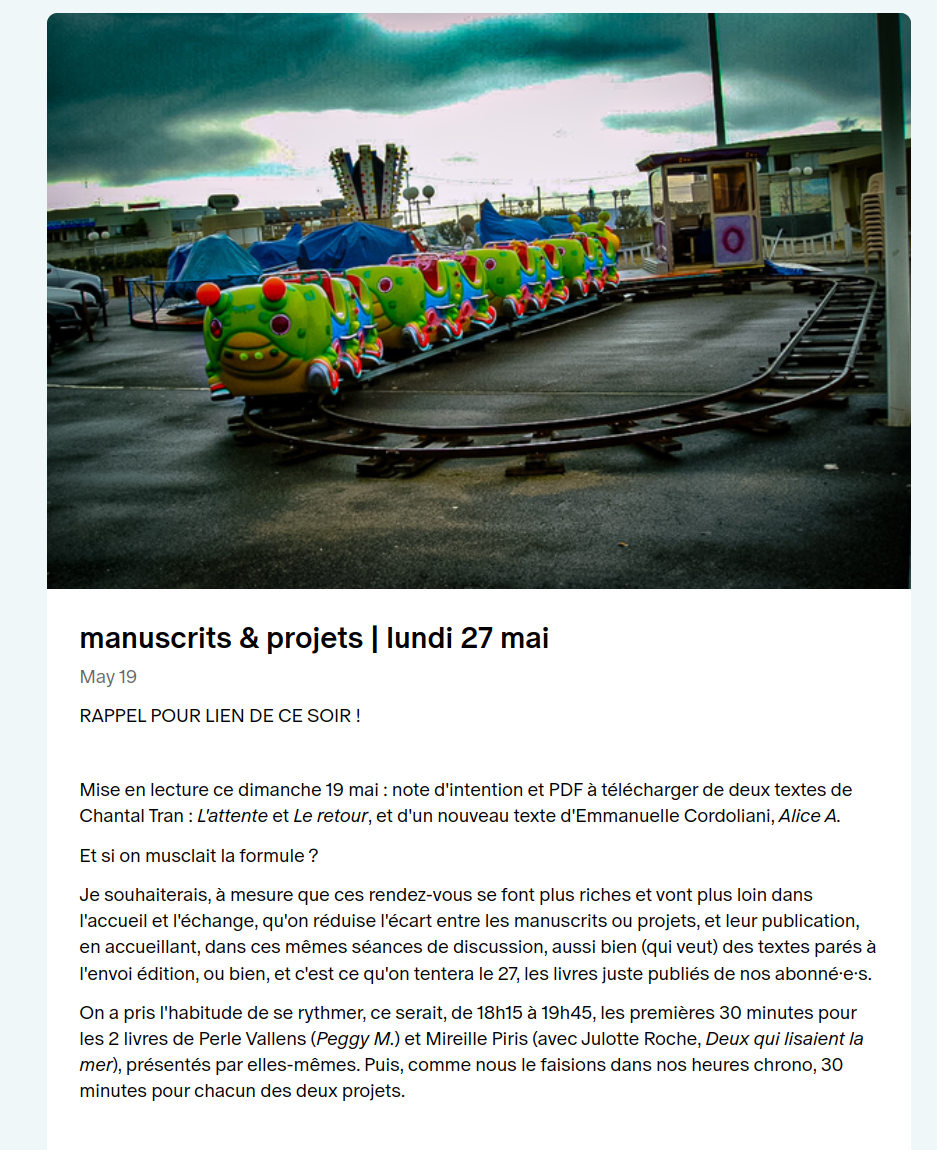 manuscrits & projets | lundi 27 mai
May 19
RAPPEL POUR LIEN DE CE SOIR !
Mise en lecture ce dimanche 19 mai : note d'intention et PDF à télécharger de deux textes de
Chantal Tran : L'attente et Le retour, et d'un nouveau texte d'Emmanuelle Cordoliani, Alice A.
Et si on musclait la formule ?
Je souhaiterais, à mesure que ces rendez-vous se font plus riches et vont plus loin dans
l'accueil et l'échange, qu'on réduise l'écart entre les manuscrits ou projets, et leur publication,
en accueillant, dans ces mêmes séances de discussion, aussi bien (qui veut) des textes parés à
l'envoi édition, ou bien, et c'est ce qu'on tentera le 27, les livres juste publiés de nos abonné·e·s.
On a pris l'habitude de se rythmer, ce serait, de 18h15 à 19h45, les premières 30 minutes pour
les 2 livres de Perle Vallens (Peggy M.) et Mireille Piris (avec Julotte Roche, Deux qui lisaient la
mer), présentés par elles-mêmes. Puis, comme nous le faisions dans nos heures chrono, 30
minutes pour chacun des deux projets.